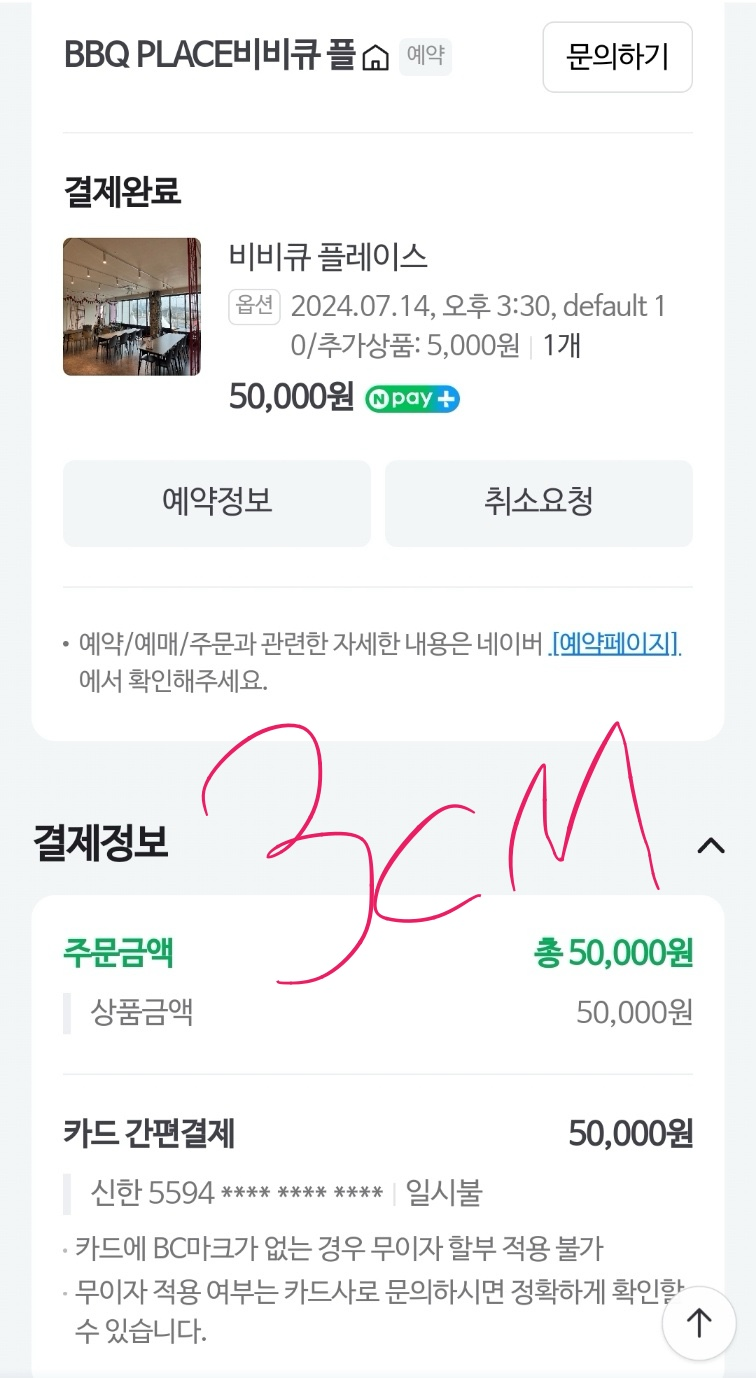 BBQ PLACE비비큐 플 예약 문의하기
결제완료
비비큐 플레이스
옵션 2024.07.14, 오후 3:30, default 1
0/추가상품: 5,000원 | 1개
50,000원 N pay +
예약정보 취소요청
• 예약/예매/주문과 관련한 자세한 내용은 네이버 [예약페이지]
에서 확인해주세요.
3CM
결제정보
주문금액 총 50,000원
상품금액 50,000원
카드 간편결제 50,000원
신한 5594 **** **** **** | 일시불
· 카드에 BC마크가 없는 경우 무이자 할부 적용 불가
· 무이자 적용 여부는 카드사로 문의하시면 정확하게 확인할
수 있습니다.